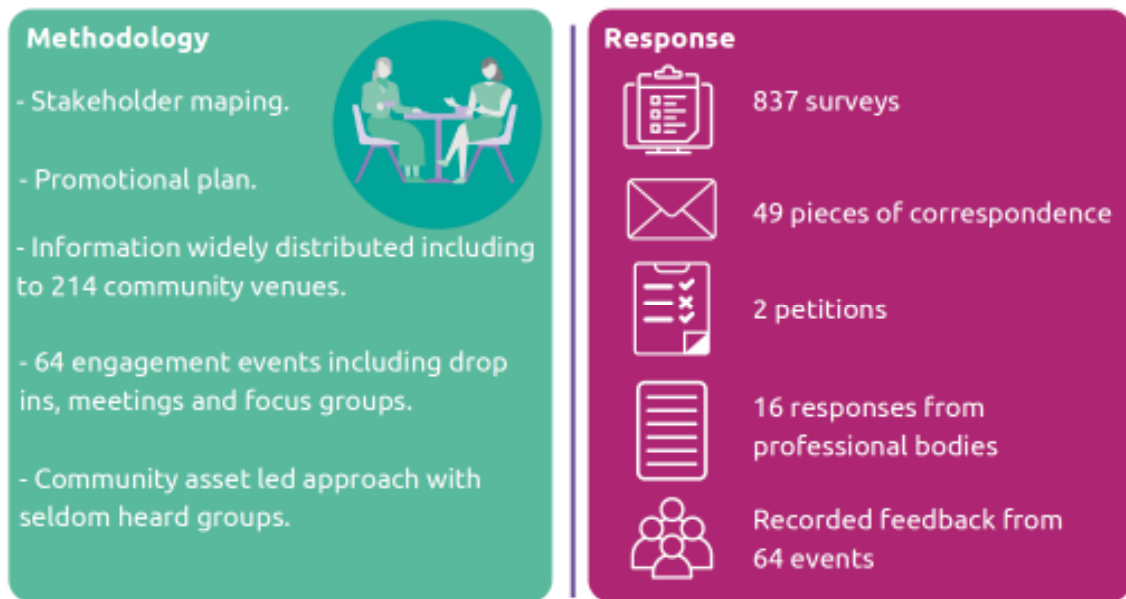 Methodology
- Stakeholder maping.
- Promotional plan.
- Information widely distributed including
to 214 community venues.
- 64 engagement events including drop
ins, meetings and focus groups.
- Community asset led approach with
seldom heard groups.
Response
837 surveys
49 pieces of correspondence
2 petitions
16 responses from
professional bodies
Recorded feedback from
64 events